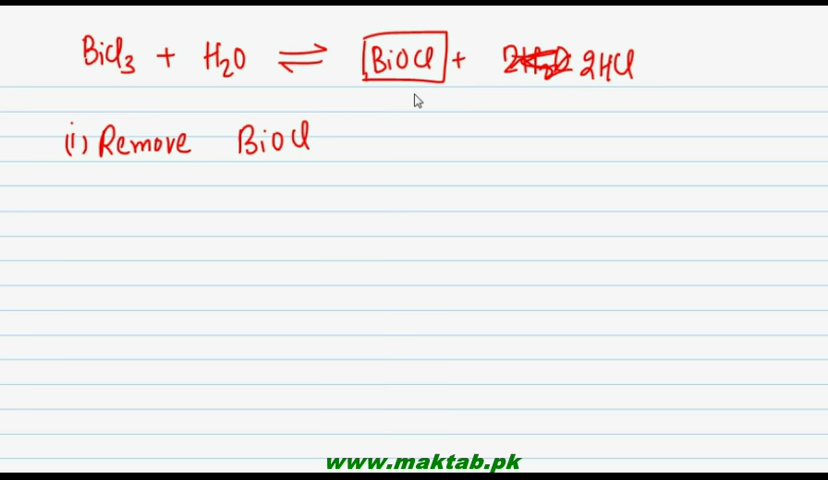 BiCl₃ + H₂O ⇌ BiOCl + 2HCl
(i) Remove BiOCl
www.maktab.pk